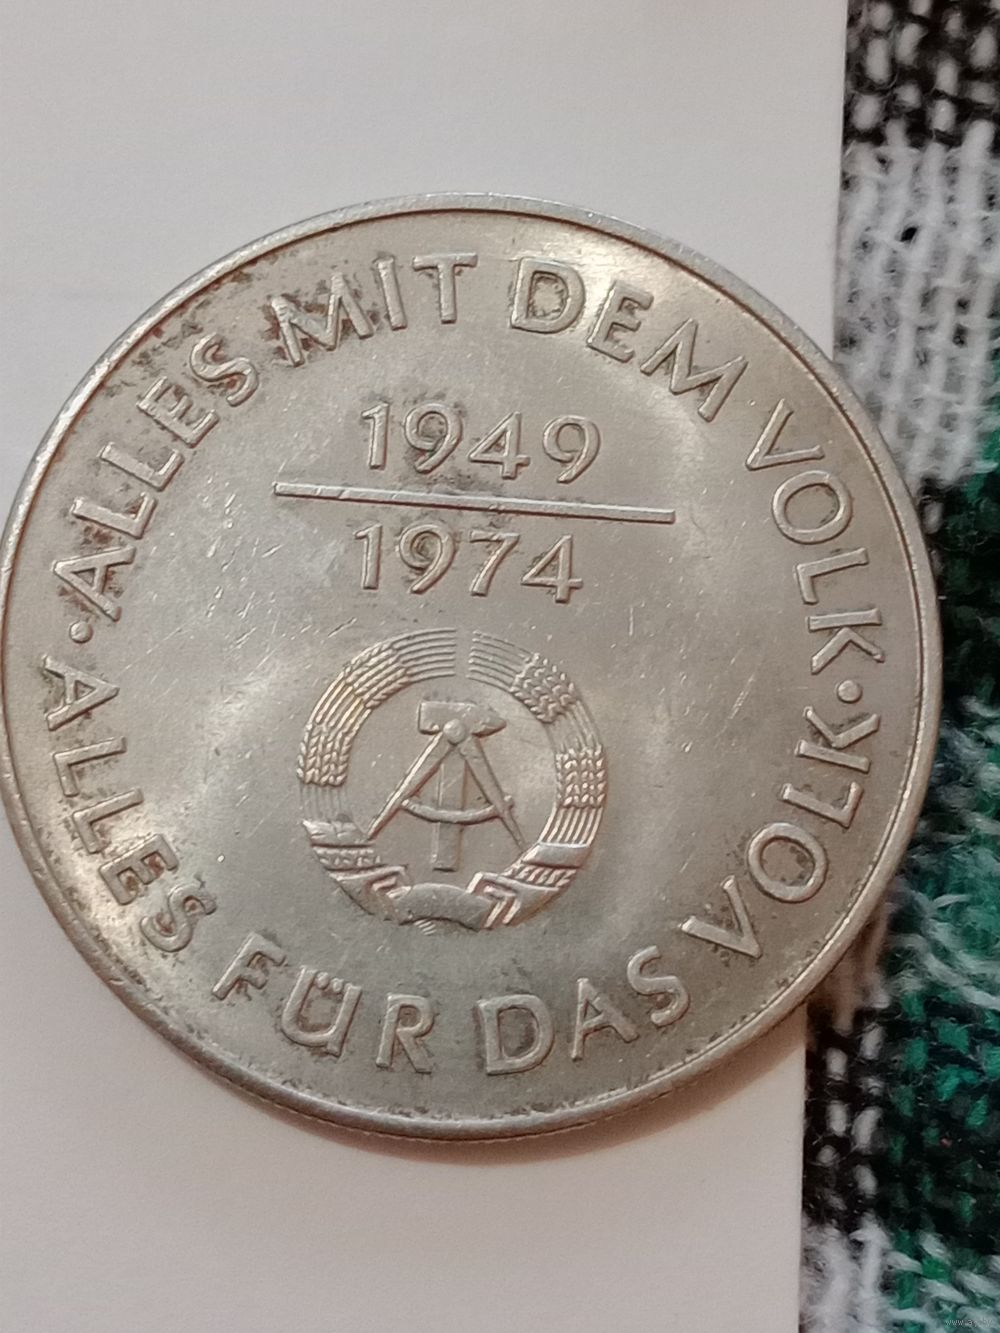 · ALLES MIT DEM VOLK ·
1949
1974
ALLES FÜR DAS VOLK